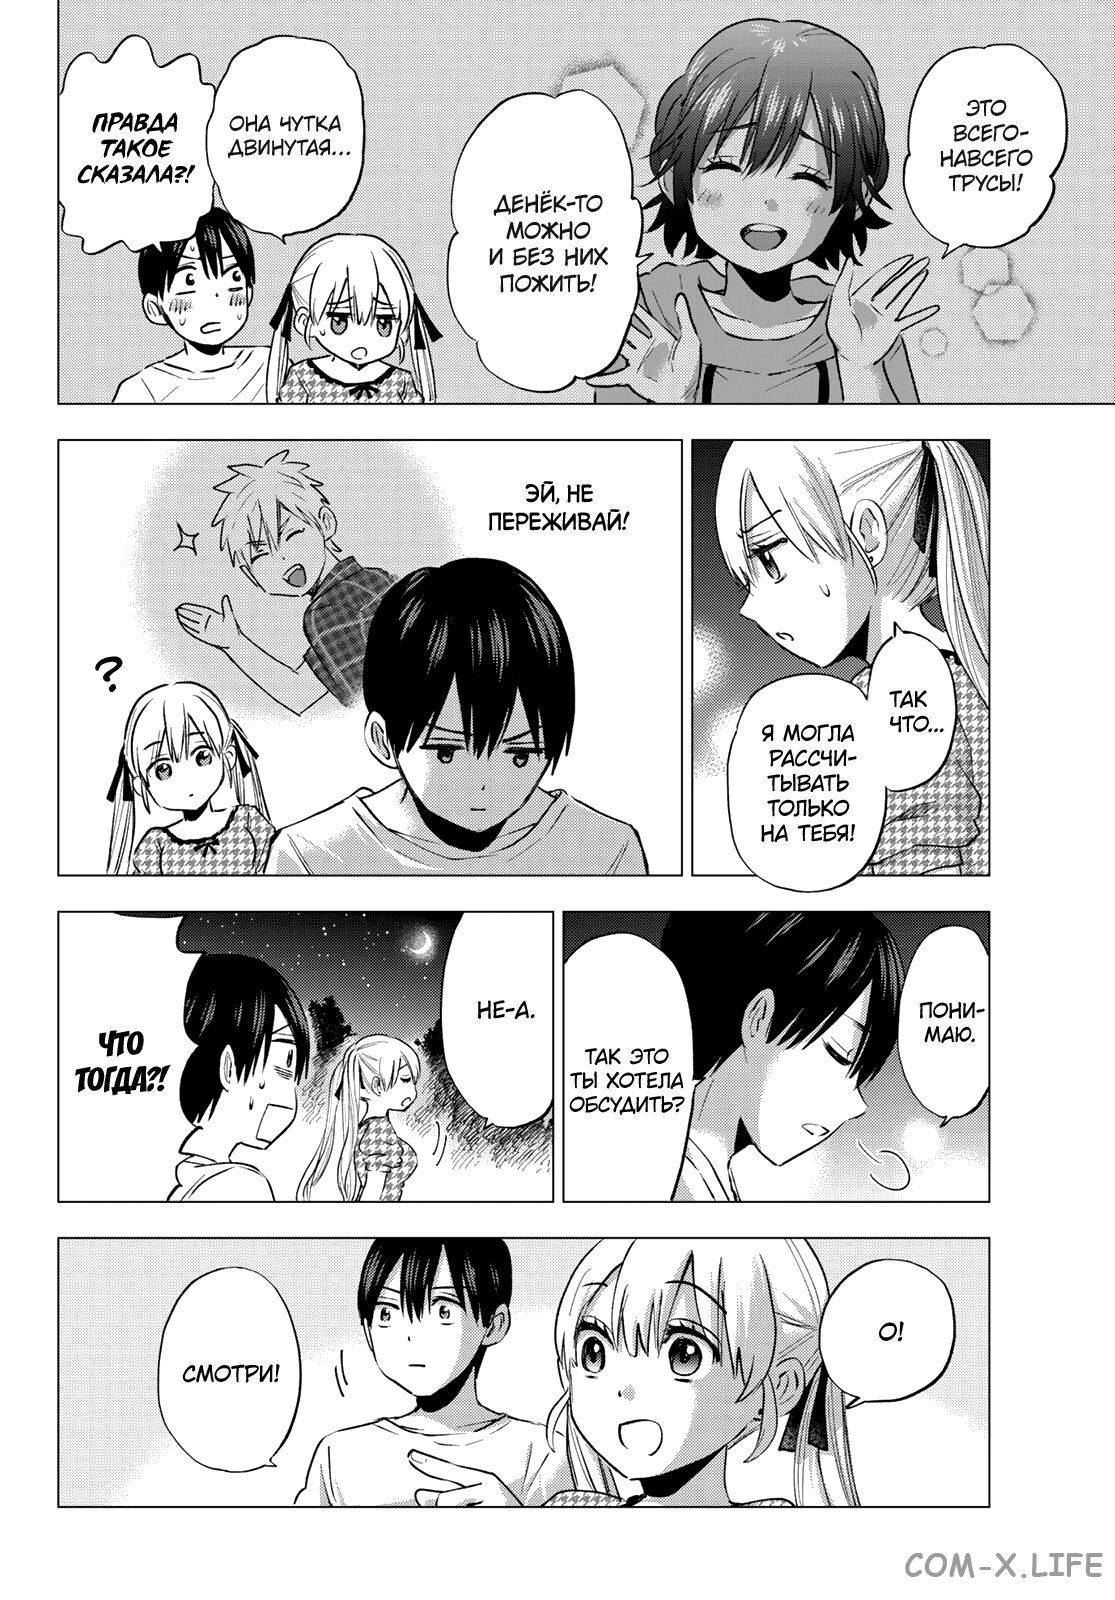 ЭТО
ВСЕГО-
НАВСЕГО
ТРУСЫ!
ДЕНЁК-ТО
МОЖНО
И БЕЗ НИХ
ПОЖИТЬ!
ОНА ЧУТКА
ДВИНУТАЯ...
ПРАВДА
ТАКОЕ
СКАЗАЛА?!
ТАК
ЧТО...
Я МОГЛА
РАССЧИ-
ТЫВАТЬ
ТОЛЬКО
НА ТЕБЯ!
ЭЙ, НЕ
ПЕРЕЖИВАЙ!
?
ПОНИ-
МАЮ.
ТАК ЭТО
ТЫ ХОТЕЛА
ОБСУДИТЬ?
НЕ-А.
ЧТО
ТОГДА?!
О!
СМОТРИ!
COM-X.LIFE